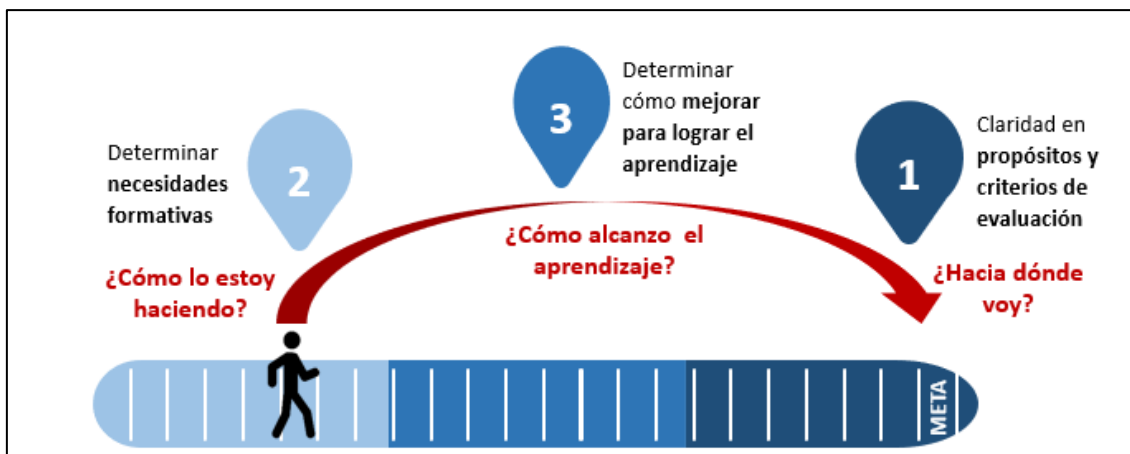 2
Determinar
necesidades
formativas
¿Cómo lo estoy
haciendo?
3
Determinar
cómo mejorar
para lograr el
aprendizaje
¿Cómo alcanzo el
aprendizaje?
1
Claridad en
propósitos y
criterios de
evaluación
¿Hacia dónde
voy?
META